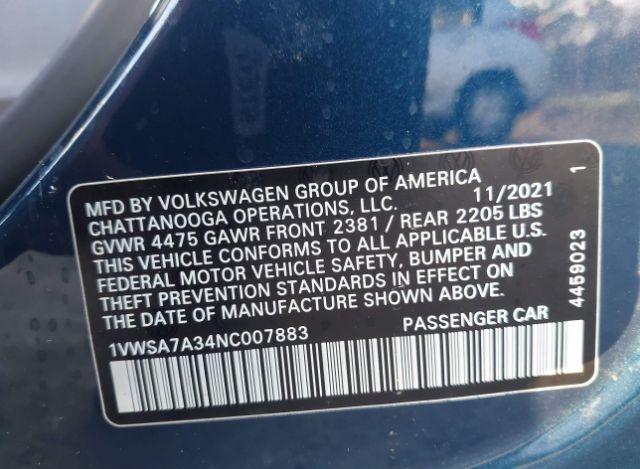 MFD BY VOLKSWAGEN GROUP OF AMERICA
CHATTANOOGA OPERATIONS, LLC. 11/2021
GVWR 4475 GAWR FRONT 2381 / REAR 2205 LBS
THIS VEHICLE CONFORMS TO ALL APPLICABLE U.S.
FEDERAL MOTOR VEHICLE SAFETY, BUMPER AND
THEFT PREVENTION STANDARDS IN EFFECT ON
THE DATE OF MANUFACTURE SHOWN ABOVE.
1VWSA7A34NC007883 PASSENGER CAR
4459023 1